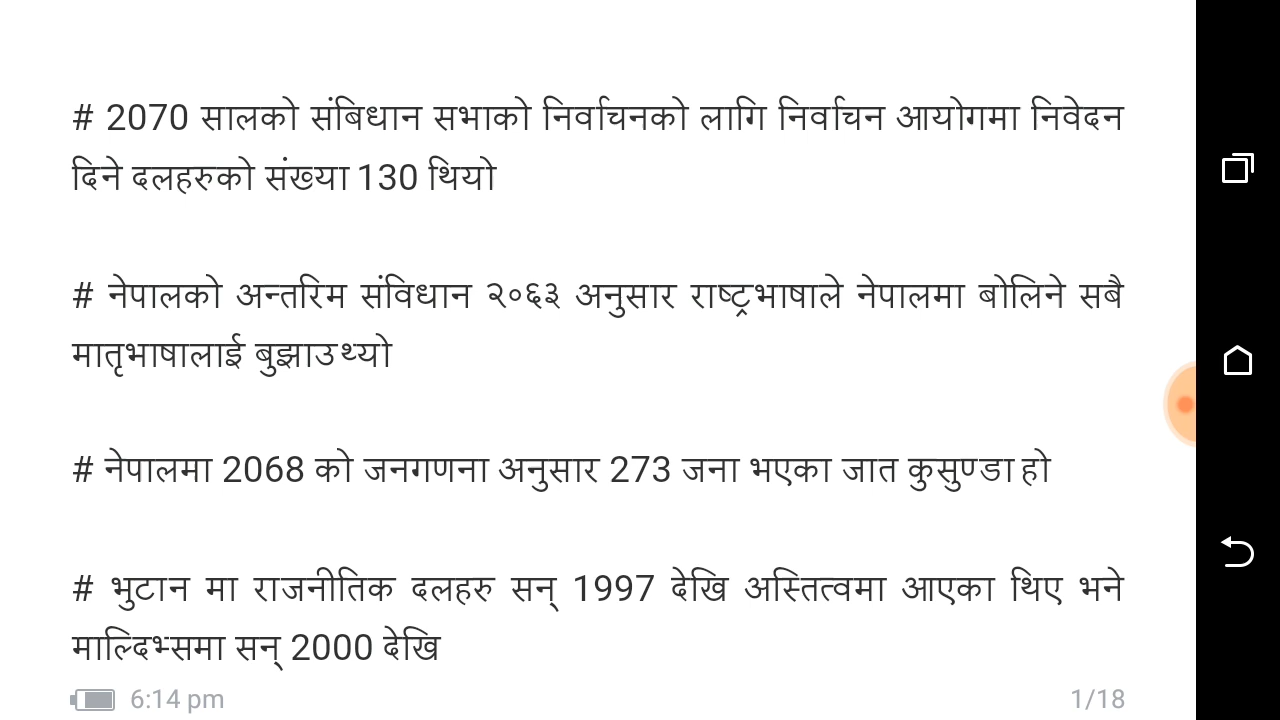 # 2070 सालको संबिधान सभाको निर्वाचनको लागि निर्वाचन आयोगमा निवेदन
दिने दलहरुको संख्या 130 थियो
# नेपालको अन्तरिम संविधान २०६३ अनुसार राष्ट्रभाषाले नेपालमा बोलिने सबै
मातृभाषालाई बुझाउथ्यो
# नेपालमा 2068 को जनगणना अनुसार 273 जना भएका जात कुसुण्डा हो
# भुटान मा राजनीतिक दलहरु सन् 1997 देखि अस्तित्वमा आएका थिए भने
माल्दिभ्समा सन् 2000 देखि
6:14 pm 1/18